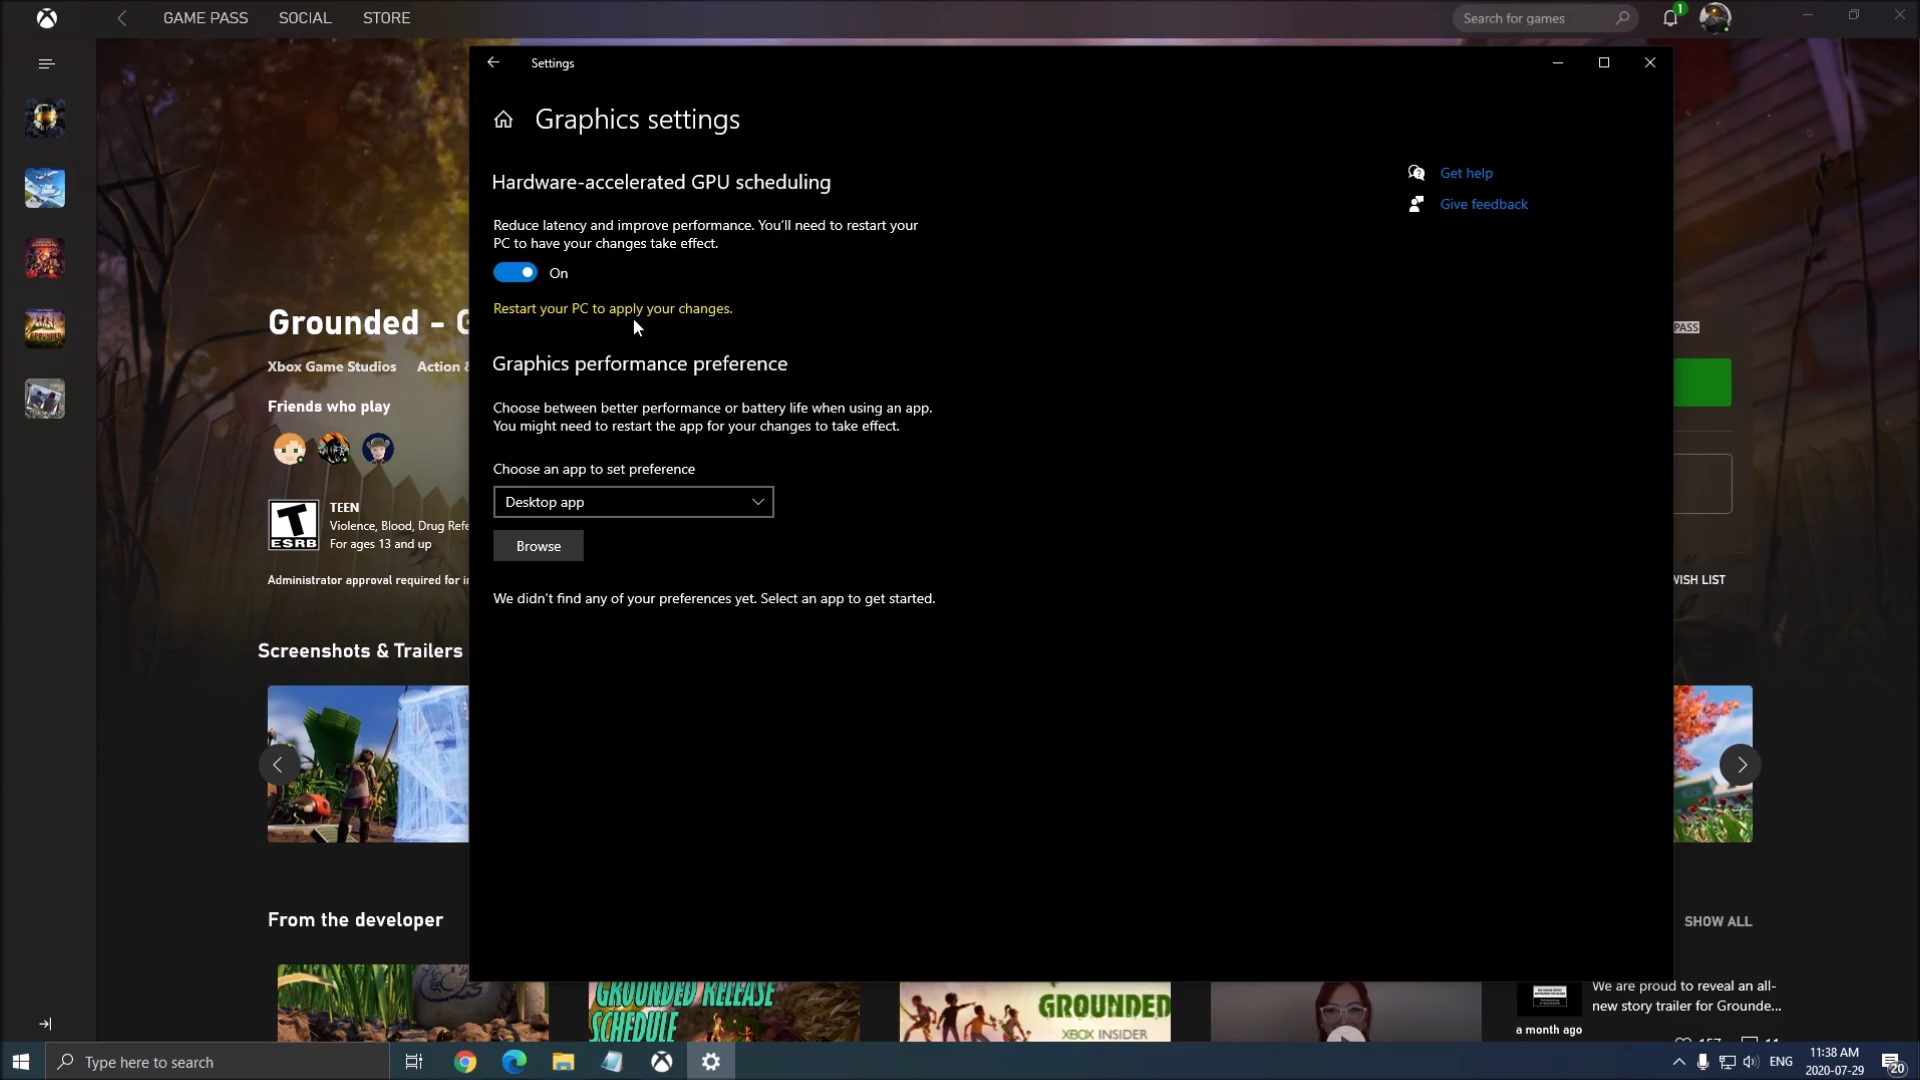 GAME PASS
SOCIAL
STORE
Search for games
1
Settings
Graphics settings
Hardware-accelerated GPU scheduling
Reduce latency and improve performance. You'll need to restart your
PC to have your changes take effect.
On
Restart your PC to apply your changes.
Graphics performance preference
Choose between better performance or battery life when using an app.
You might need to restart the app for your changes to take effect.
Choose an app to set preference
Desktop app
Browse
We didn't find any of your preferences yet. Select an app to get started.
Get help
Give feedback
Grounded - G
Xbox Game Studios
Action &
Friends who play
T
ESRB
TEEN
Violence, Blood, Drug Refe
For ages 13 and up
Administrator approval required for in
PASS
WISH LIST
Screenshots & Trailers
From the developer
SHOW ALL
GROUNDED RELEASE
SCHEDULE
GROUNDED
XBOX INSIDER
We are proud to reveal an all-
new story trailer for Grounde...
a month ago
Type here to search
ENG
11:38 AM
2020-07-29
20